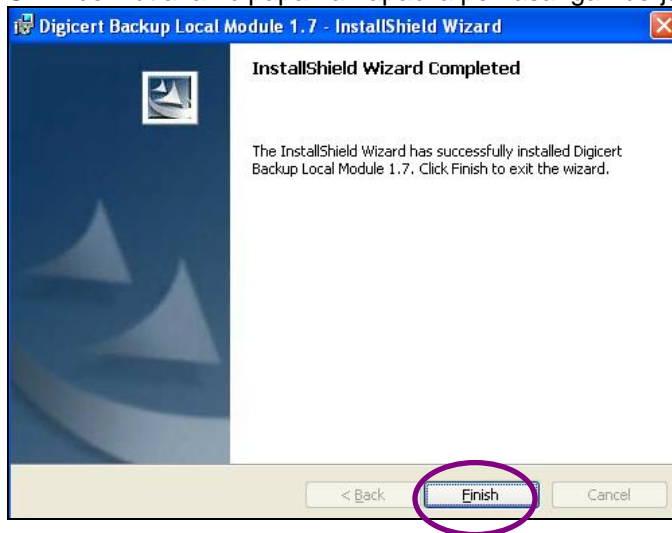 Digicert Backup Local Module 1.7 - InstallShield Wizard
InstallShield Wizard Completed
The InstallShield Wizard has successfully installed Digicert
Backup Local Module 1.7. Click Finish to exit the wizard.
< Back
Finish
Cancel